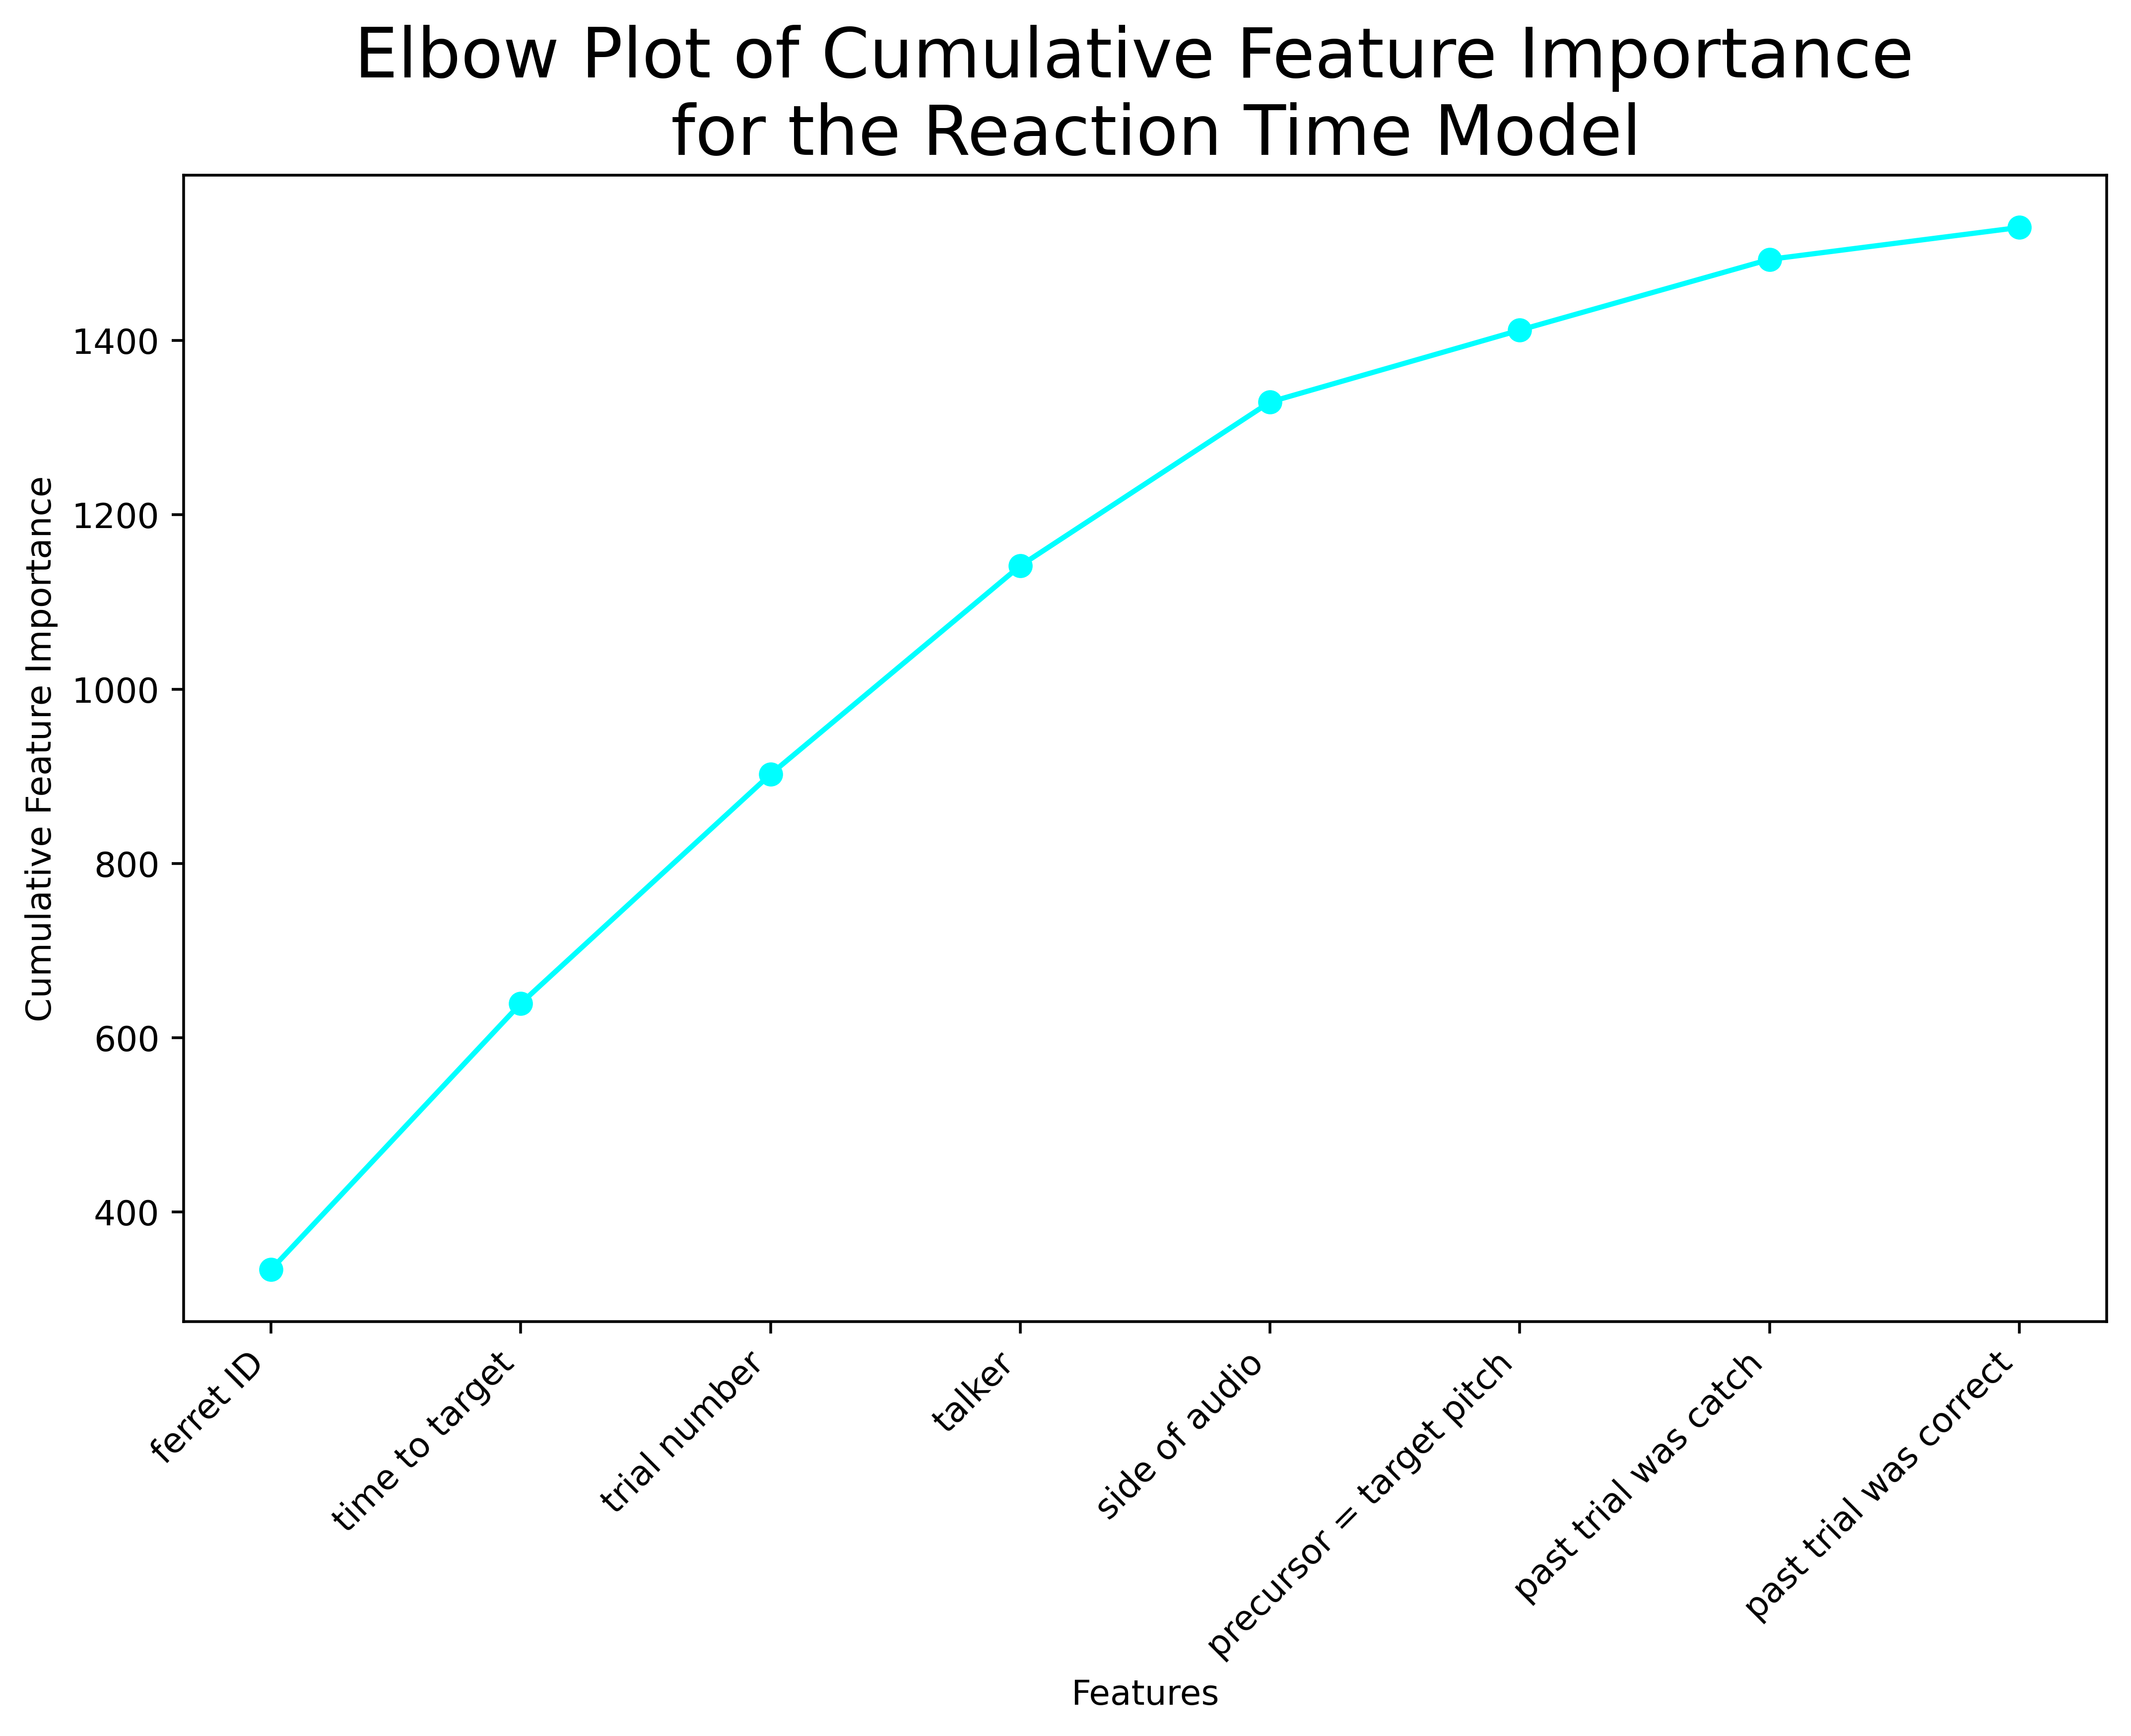 Elbow Plot of Cumulative Feature Importance
for the Reaction Time Model
Cumulative Feature Importance
1400
1200
1000
800
600
400
ferret ID
time to target
trial number
talker
side of audio
precursor = target pitch
past trial was catch
past trial was correct
Features